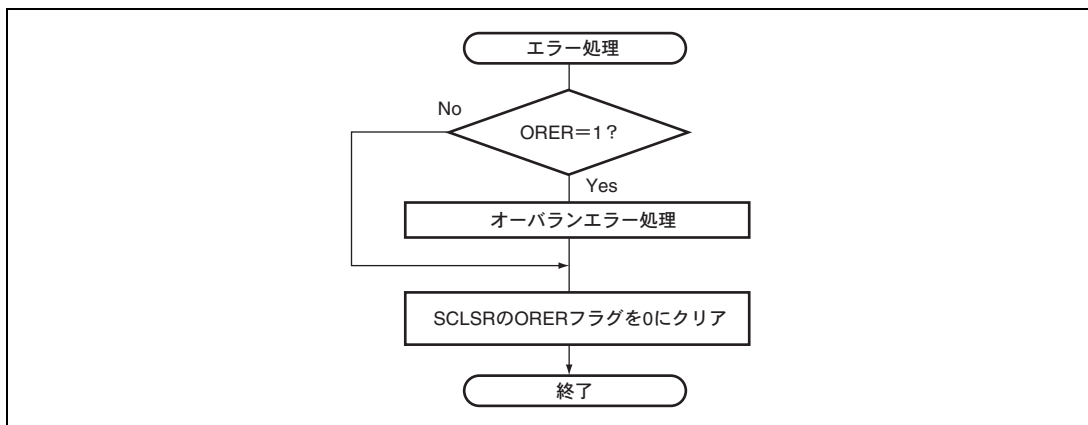 エラー処理
No
ORER＝1？
Yes
オーバランエラー処理
SCLSRのORERフラグを0にクリア
終了